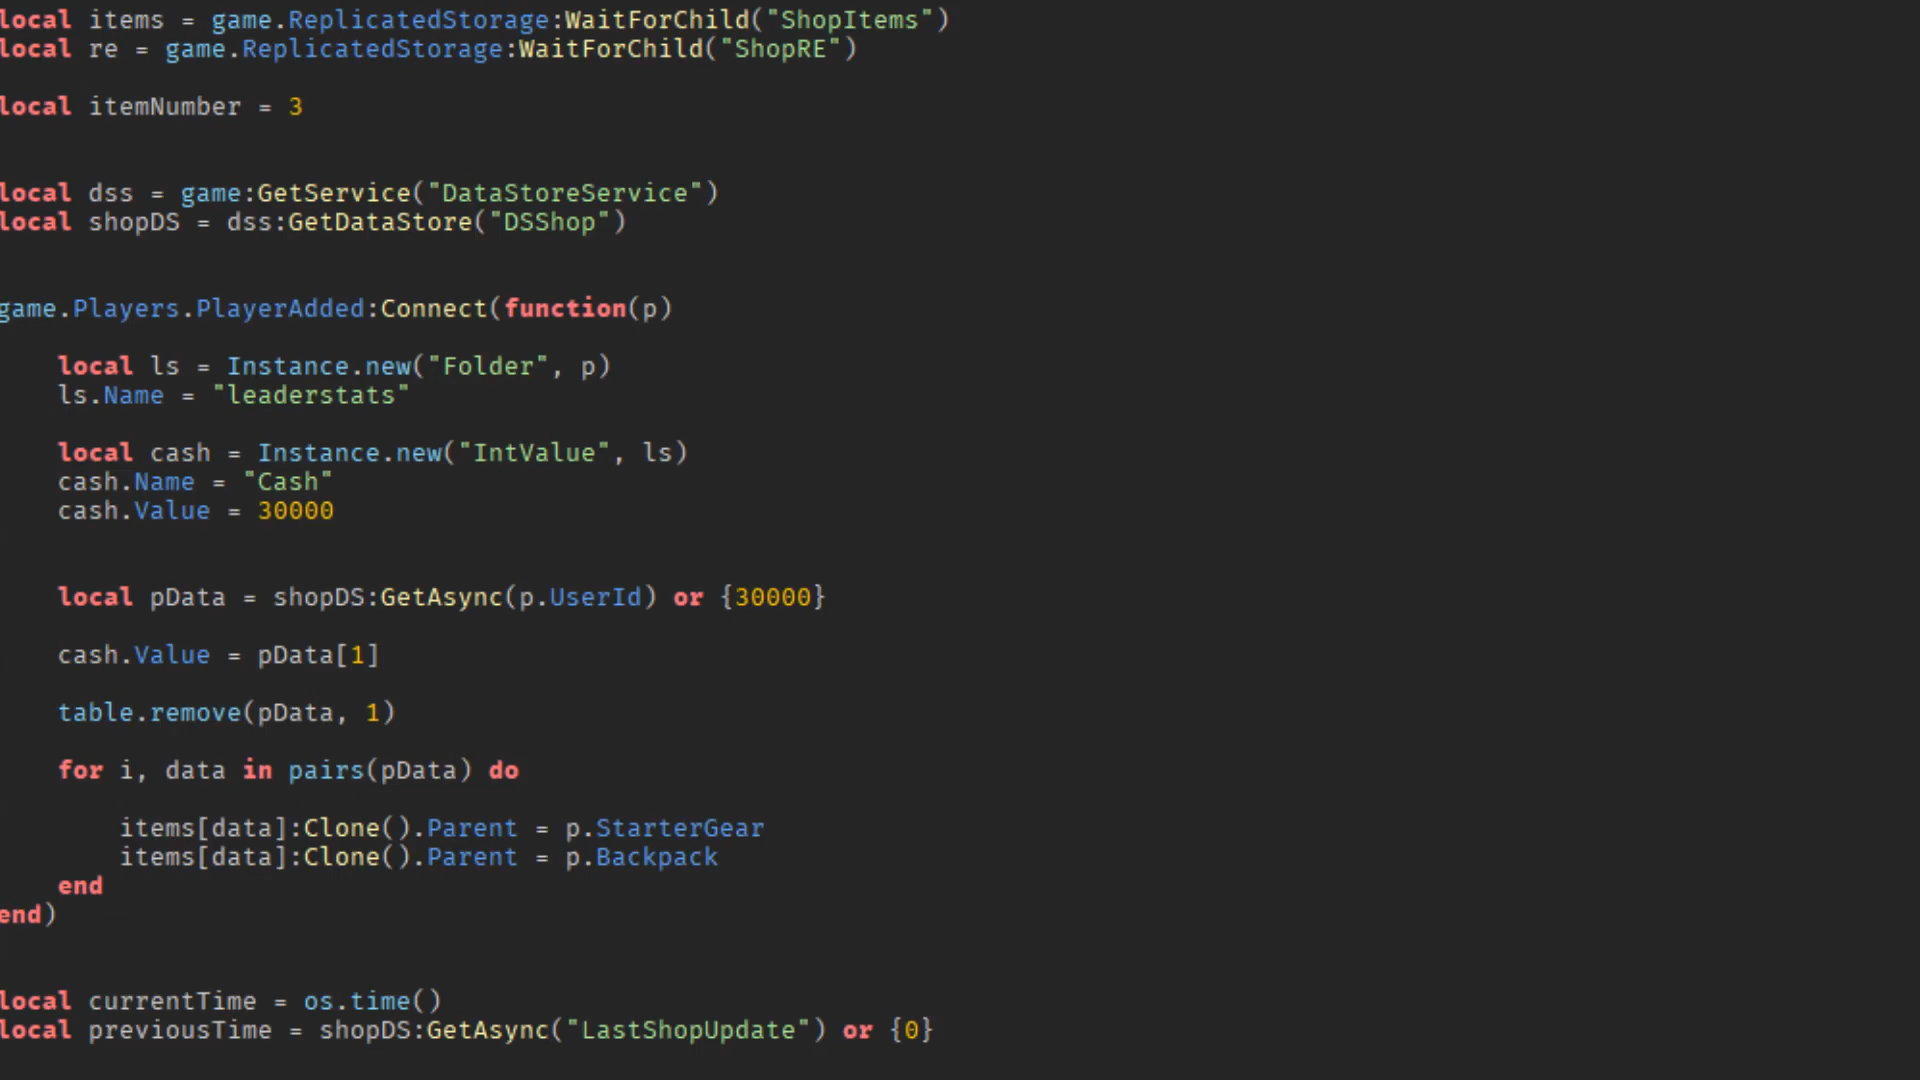 local items = game.ReplicatedStorage:WaitForChild("ShopItems")
local re = game.ReplicatedStorage:WaitForChild("ShopRE")
local itemNumber = 3
local dss = game:GetService("DataStoreService")
local shopDS = dss:GetDataStore("DSShop")
game.Players.PlayerAdded:Connect(function(p)
local ls = Instance.new("Folder", p)
ls.Name = "leaderstats"
local cash = Instance.new("IntValue", ls)
cash.Name = "Cash"
cash.Value = 30000
local pData = shopDS:GetAsync(p.UserId) or {30000}
cash.Value = pData[1]
table.remove(pData, 1)
for i, data in pairs(pData) do
items[data]:Clone().Parent = p.StarterGear
items[data]:Clone().Parent = p.Backpack
end
end)
local currentTime = os.time()
local previousTime = shopDS:GetAsync("LastShopUpdate") or {0}